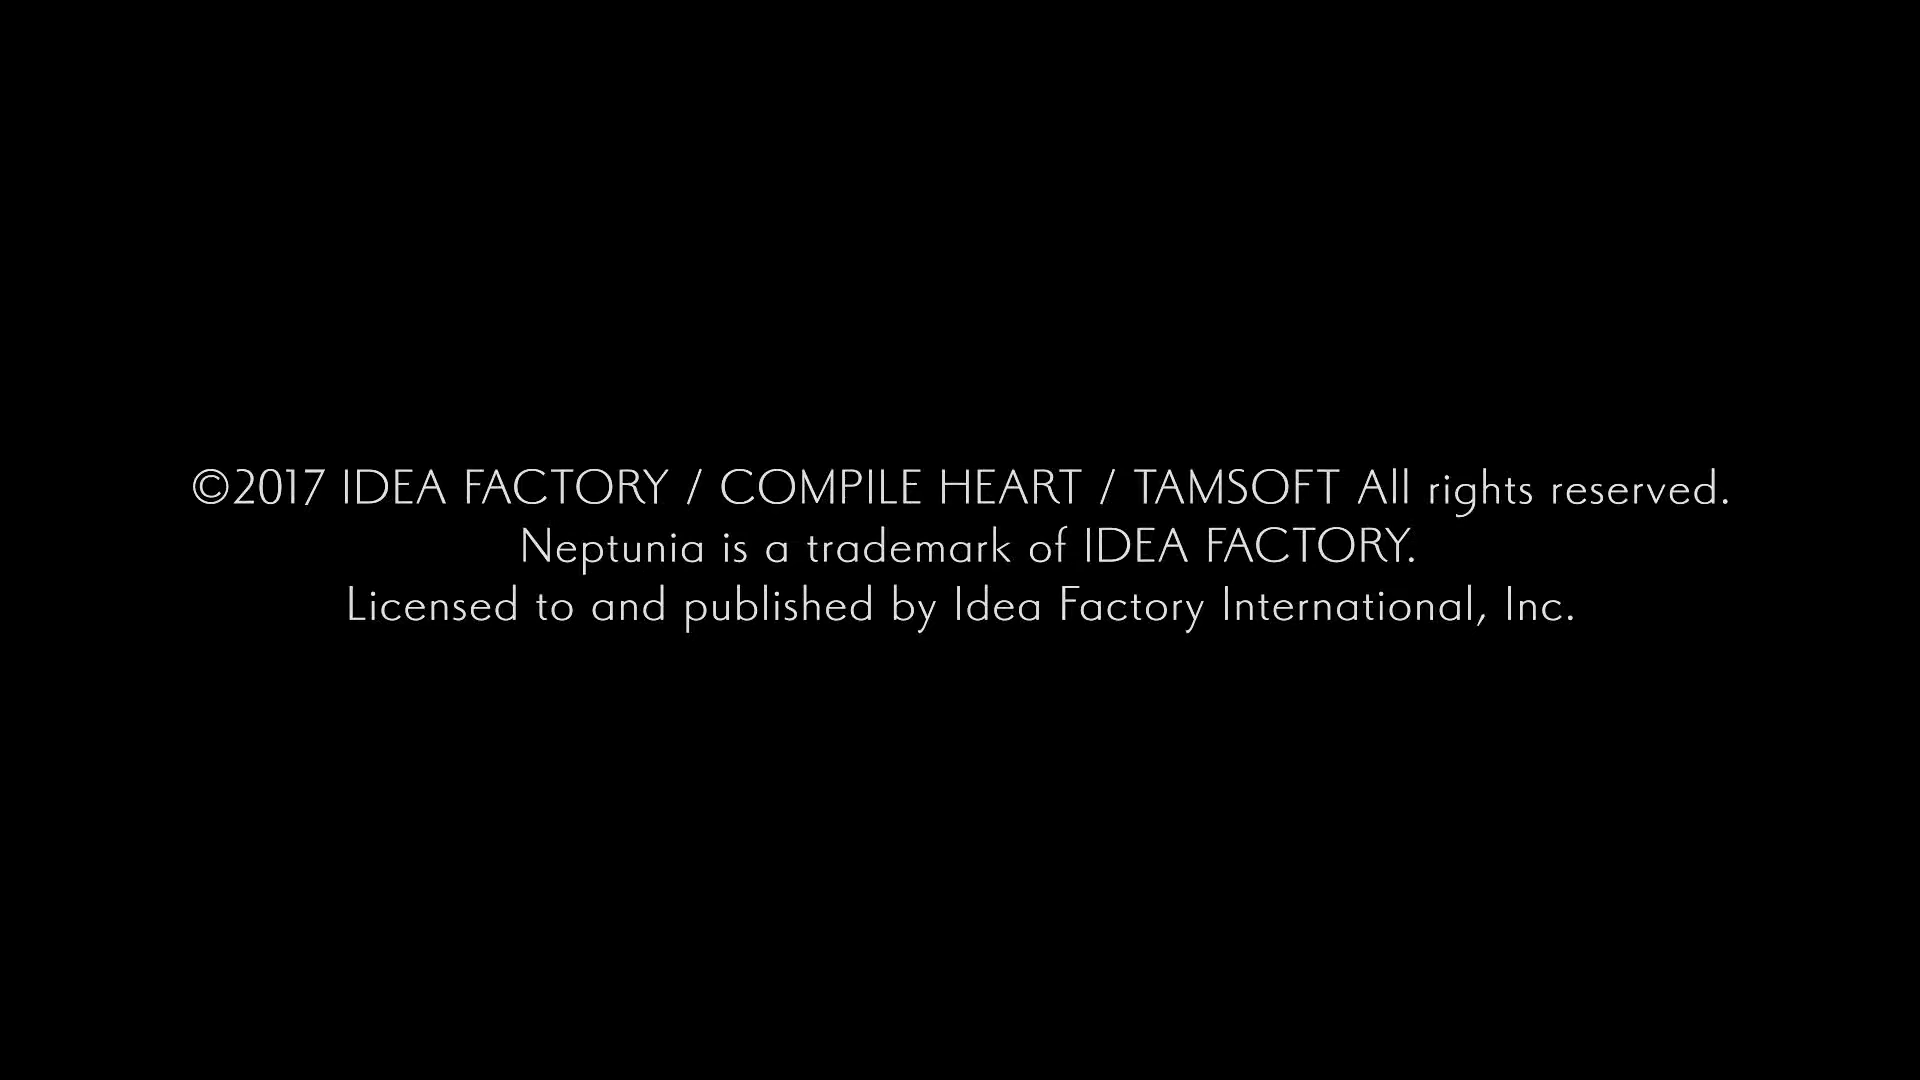 ©2017 IDEA FACTORY / COMPILE HEART / TAMSOFT All rights reserved.
Neptunia is a trademark of IDEA FACTORY.
Licensed to and published by Idea Factory International, Inc.